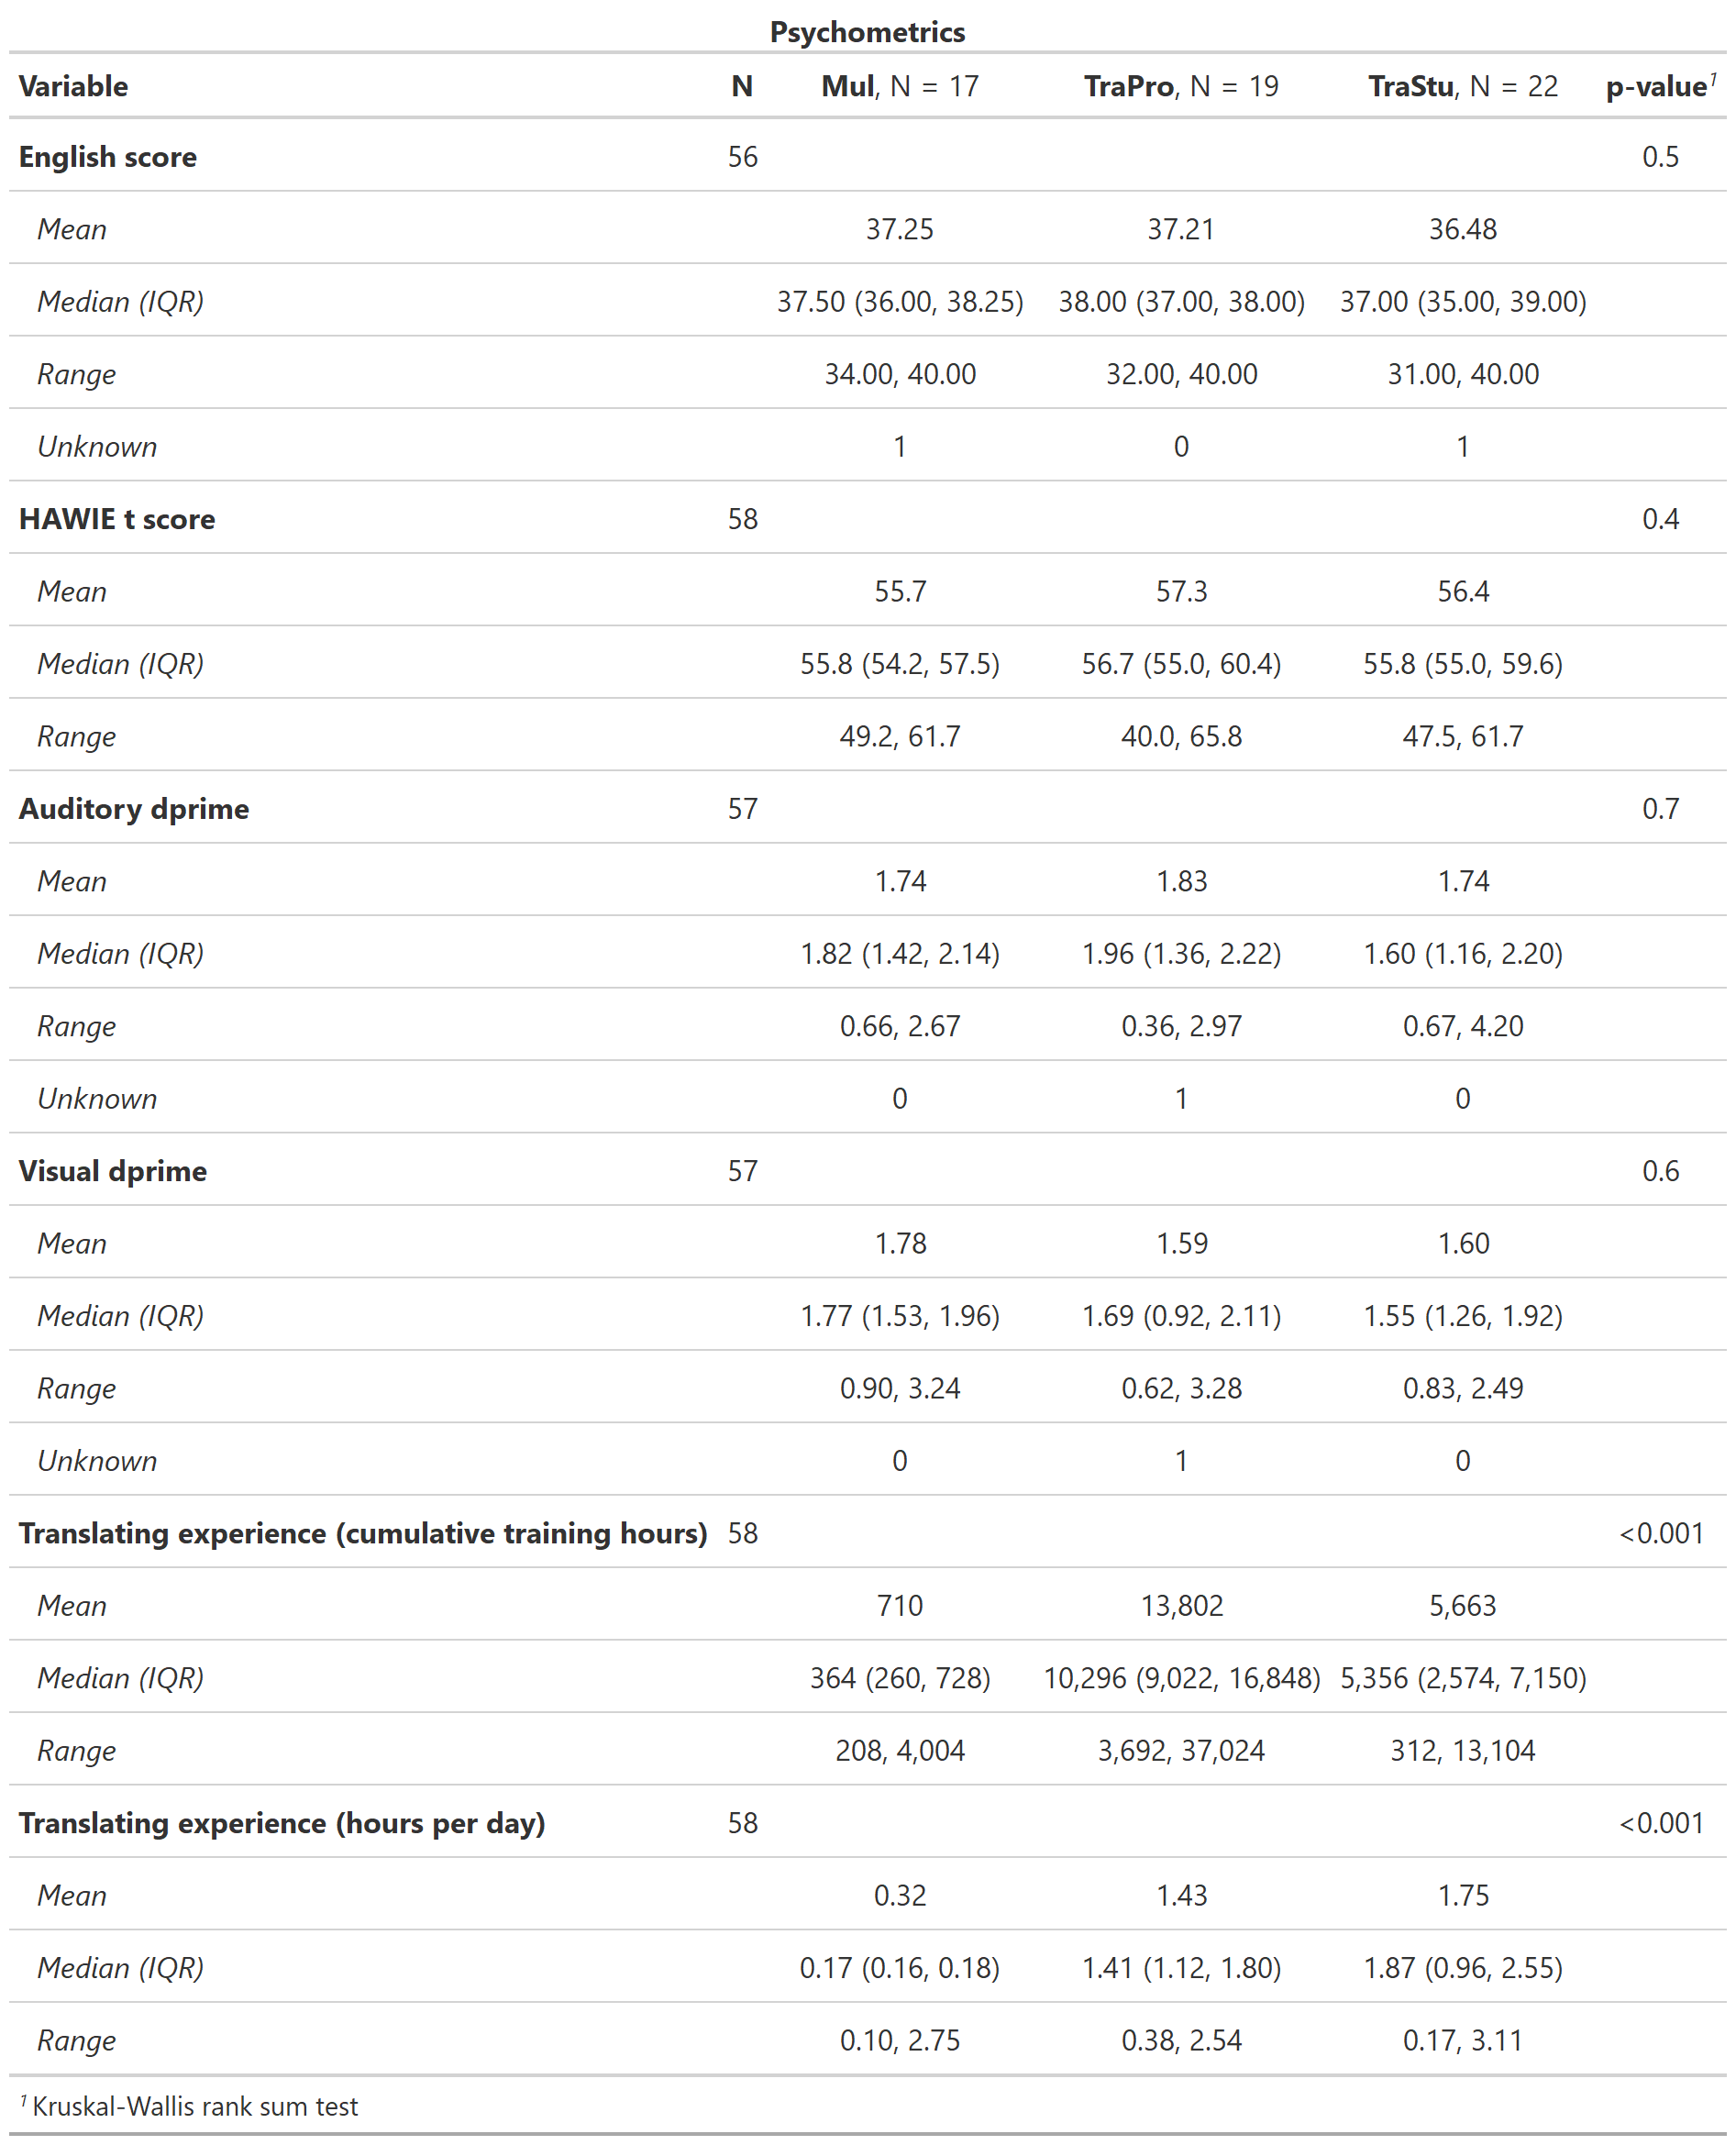 Psychometrics
Variable N Mul, N = 17 TraPro, N = 19 TraStu, N = 22 p-value1
English score 56 0.5
Mean 37.25 37.21 36.48
Median (IQR) 37.50 (36.00, 38.25) 38.00 (37.00, 38.00) 37.00 (35.00, 39.00)
Range 34.00, 40.00 32.00, 40.00 31.00, 40.00
Unknown 1 0 1
HAWIE t score 58 0.4
Mean 55.7 57.3 56.4
Median (IQR) 55.8 (54.2, 57.5) 56.7 (55.0, 60.4) 55.8 (55.0, 59.6)
Range 49.2, 61.7 40.0, 65.8 47.5, 61.7
Auditory dprime 57 0.7
Mean 1.74 1.83 1.74
Median (IQR) 1.82 (1.42, 2.14) 1.96 (1.36, 2.22) 1.60 (1.16, 2.20)
Range 0.66, 2.67 0.36, 2.97 0.67, 4.20
Unknown 0 1 0
Visual dprime 57 0.6
Mean 1.78 1.59 1.60
Median (IQR) 1.77 (1.53, 1.96) 1.69 (0.92, 2.11) 1.55 (1.26, 1.92)
Range 0.90, 3.24 0.62, 3.28 0.83, 2.49
Unknown 0 1 0
Translating experience (cumulative training hours) 58 <0.001
Mean 710 13,802 5,663
Median (IQR) 364 (260, 728) 10,296 (9,022, 16,848) 5,356 (2,574, 7,150)
Range 208, 4,004 3,692, 37,024 312, 13,104
Translating experience (hours per day) 58 <0.001
Mean 0.32 1.43 1.75
Median (IQR) 0.17 (0.16, 0.18) 1.41 (1.12, 1.80) 1.87 (0.96, 2.55)
Range 0.10, 2.75 0.38, 2.54 0.17, 3.11
1 Kruskal-Wallis rank sum test